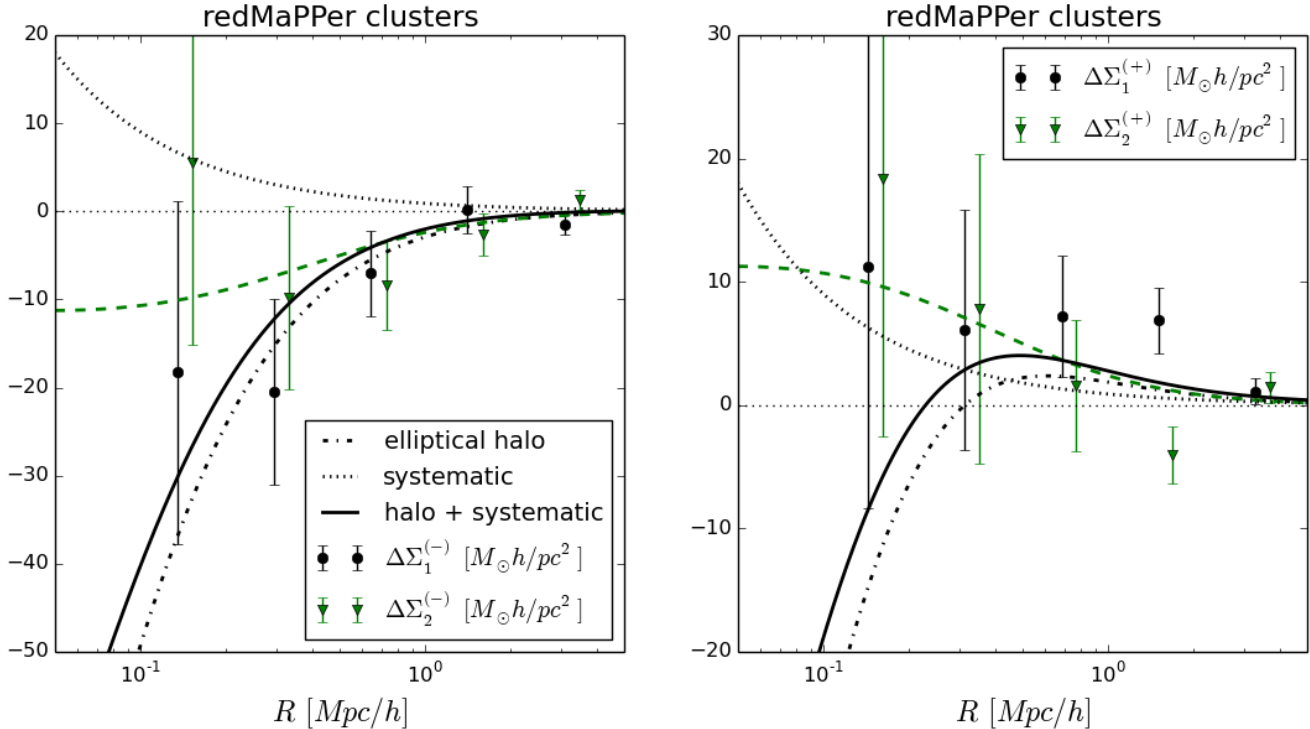 redMaPPer clusters
20
10
0
−10
−20
−30
−40
−50
10⁻¹
10⁰
R [Mpc/h]
elliptical halo
systematic
halo + systematic
ΔΣ₁⁽⁻⁾ [M⊙h/pc² ]
ΔΣ₂⁽⁻⁾ [M⊙h/pc² ]
redMaPPer clusters
30
20
10
0
−10
−20
10⁻¹
10⁰
R [Mpc/h]
ΔΣ₁⁽⁺⁾ [M⊙h/pc² ]
ΔΣ₂⁽⁺⁾ [M⊙h/pc² ]